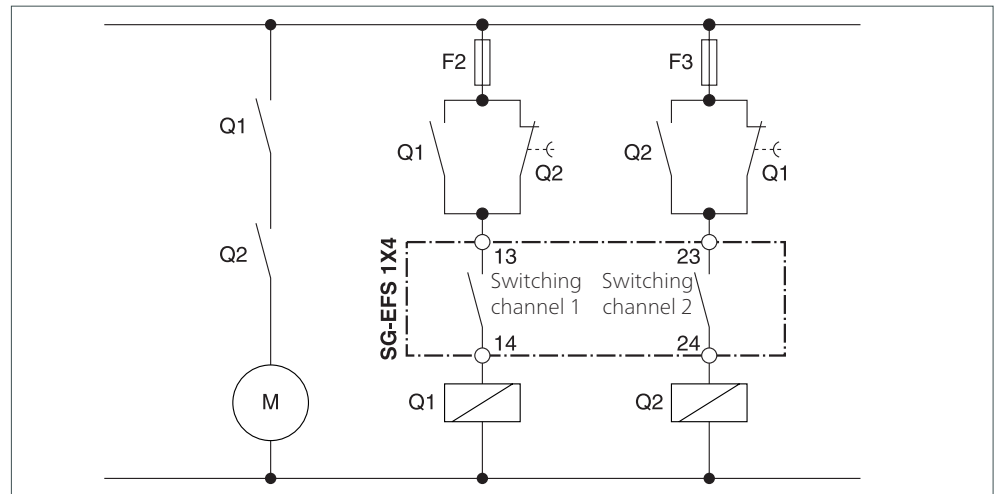 F2
F3
Q1
Q1
Q2
Q2
Q1
Q2
SG-EFS 1X4
13
23
Switching
channel 1
Switching
channel 2
14
24
M
Q1
Q2